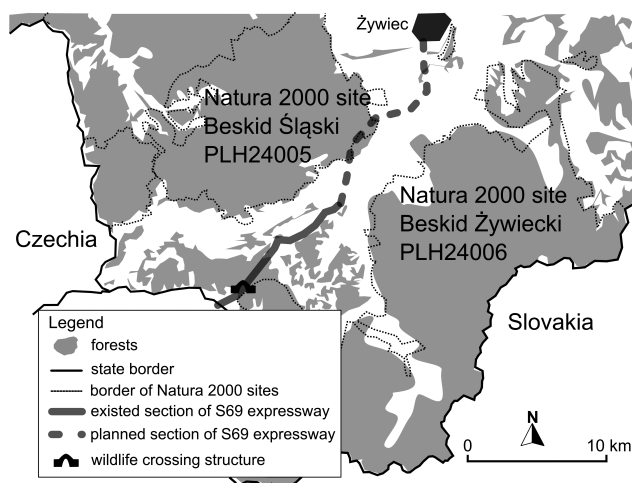 Żywiec
Natura 2000 site
Beskid Śląski
PLH24005
Natura 2000 site
Beskid Żywiecki
PLH24006
Czechia
Slovakia
Legend
forests
state border
border of Natura 2000 sites
existed section of S69 expressway
planned section of S69 expressway
wildlife crossing structure
N
0 10 km